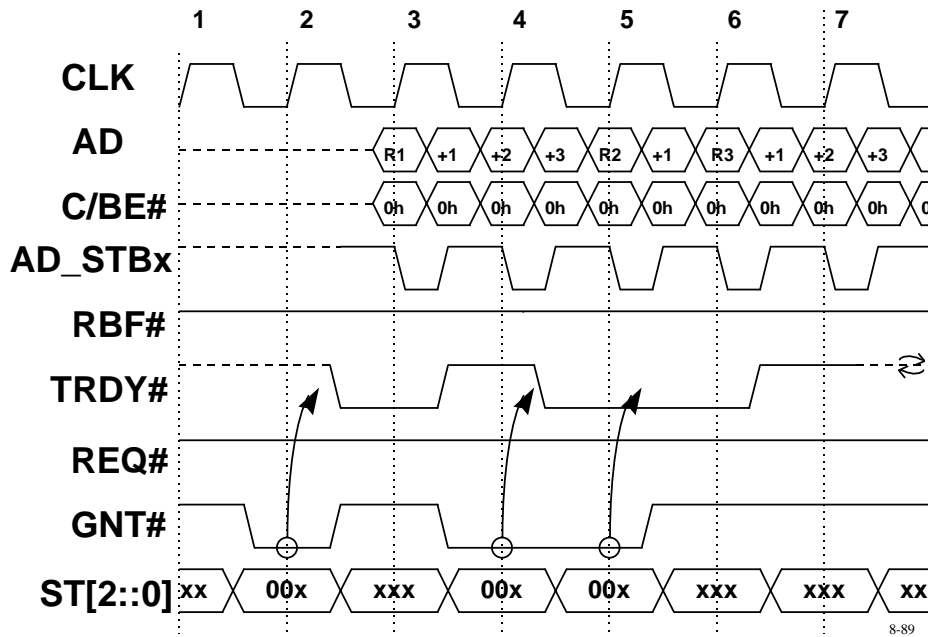 1 2 3 4 5 6 7
CLK
AD R1 +1 +2 +3 R2 +1 R3 +1 +2 +3
C/BE# 0h 0h 0h 0h 0h 0h 0h 0h 0h 0h 0
AD_STBx
RBF#
TRDY#
REQ#
GNT#
ST[2::0] xx 00x xxx 00x 00x xxx xxx xx
8-89